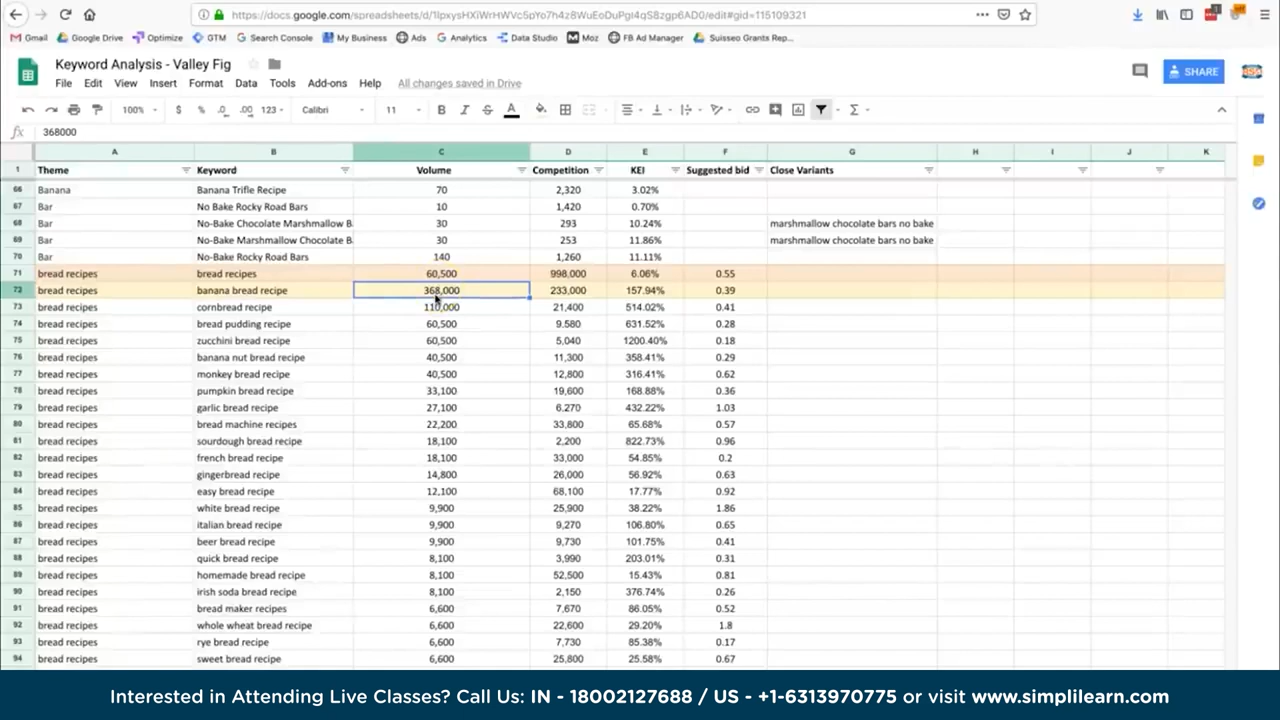 https://docs.google.com/spreadsheets/d/1lpxysHXiWrHWVc5pYo7h4z8WuEoDuPgI4qS8zgp6AD0/edit#gid=115109321
Gmail Google Drive Optimize GTM Search Console My Business Ads Analytics Data Studio Moz FB Ad Manager Suisseo Grants Rep...
Keyword Analysis - Valley Fig
File Edit View Insert Format Data Tools Add-ons Help All changes saved in Drive
SHARE
100% $ % .0 .00 123 Calibri 11 B I S A Σ
fx 368000
A B C D E F G H I J K
1 Theme Keyword Volume Competition KEI Suggested bid Close Variants
66 Banana Banana Trifle Recipe 70 2,320 3.02%
67 Bar No Bake Rocky Road Bars 10 1,420 0.70%
68 Bar No-Bake Chocolate Marshmallow B 30 293 10.24% marshmallow chocolate bars no bake
69 Bar No-Bake Marshmallow Chocolate B 30 253 11.86% marshmallow chocolate bars no bake
70 Bar No-Bake Rocky Road Bars 140 1,260 11.11%
71 bread recipes bread recipes 60,500 998,000 6.06% 0.55
72 bread recipes banana bread recipe 368,000 233,000 157.94% 0.39
73 bread recipes cornbread recipe 110,000 21,400 514.02% 0.41
74 bread recipes bread pudding recipe 60,500 9.580 631.52% 0.28
75 bread recipes zucchini bread recipe 60,500 5,040 1200.40% 0.18
76 bread recipes banana nut bread recipe 40,500 11,300 358.41% 0.29
77 bread recipes monkey bread recipe 40,500 12,800 316.41% 0.62
78 bread recipes pumpkin bread recipe 33,100 19,600 168.88% 0.36
79 bread recipes garlic bread recipe 27,100 6.270 432.22% 1.03
80 bread recipes bread machine recipes 22,200 33,800 65.68% 0.57
81 bread recipes sourdough bread recipe 18,100 2,200 822.73% 0.96
82 bread recipes french bread recipe 18,100 33,000 54.85% 0.2
83 bread recipes gingerbread recipe 14,800 26,000 56.92% 0.63
84 bread recipes easy bread recipe 12,100 68,100 17.77% 0.92
85 bread recipes white bread recipe 9,900 25,900 38.22% 1.86
86 bread recipes italian bread recipe 9,900 9,270 106.80% 0.65
87 bread recipes beer bread recipe 9,900 9,730 101.75% 0.41
88 bread recipes quick bread recipe 8,100 3,990 203.01% 0.31
89 bread recipes homemade bread recipe 8,100 52,500 15.43% 0.81
90 bread recipes irish soda bread recipe 8,100 2,150 376.74% 0.26
91 bread recipes bread maker recipes 6,600 7,670 86.05% 0.52
92 bread recipes whole wheat bread recipe 6,600 22,600 29.20% 1.8
93 bread recipes rye bread recipe 6,600 7,730 85.38% 0.17
94 bread recipes sweet bread recipe 6,600 25,800 25.58% 0.67
Interested in Attending Live Classes? Call Us: IN - 18002127688 / US - +1-6313970775 or visit www.simplilearn.com